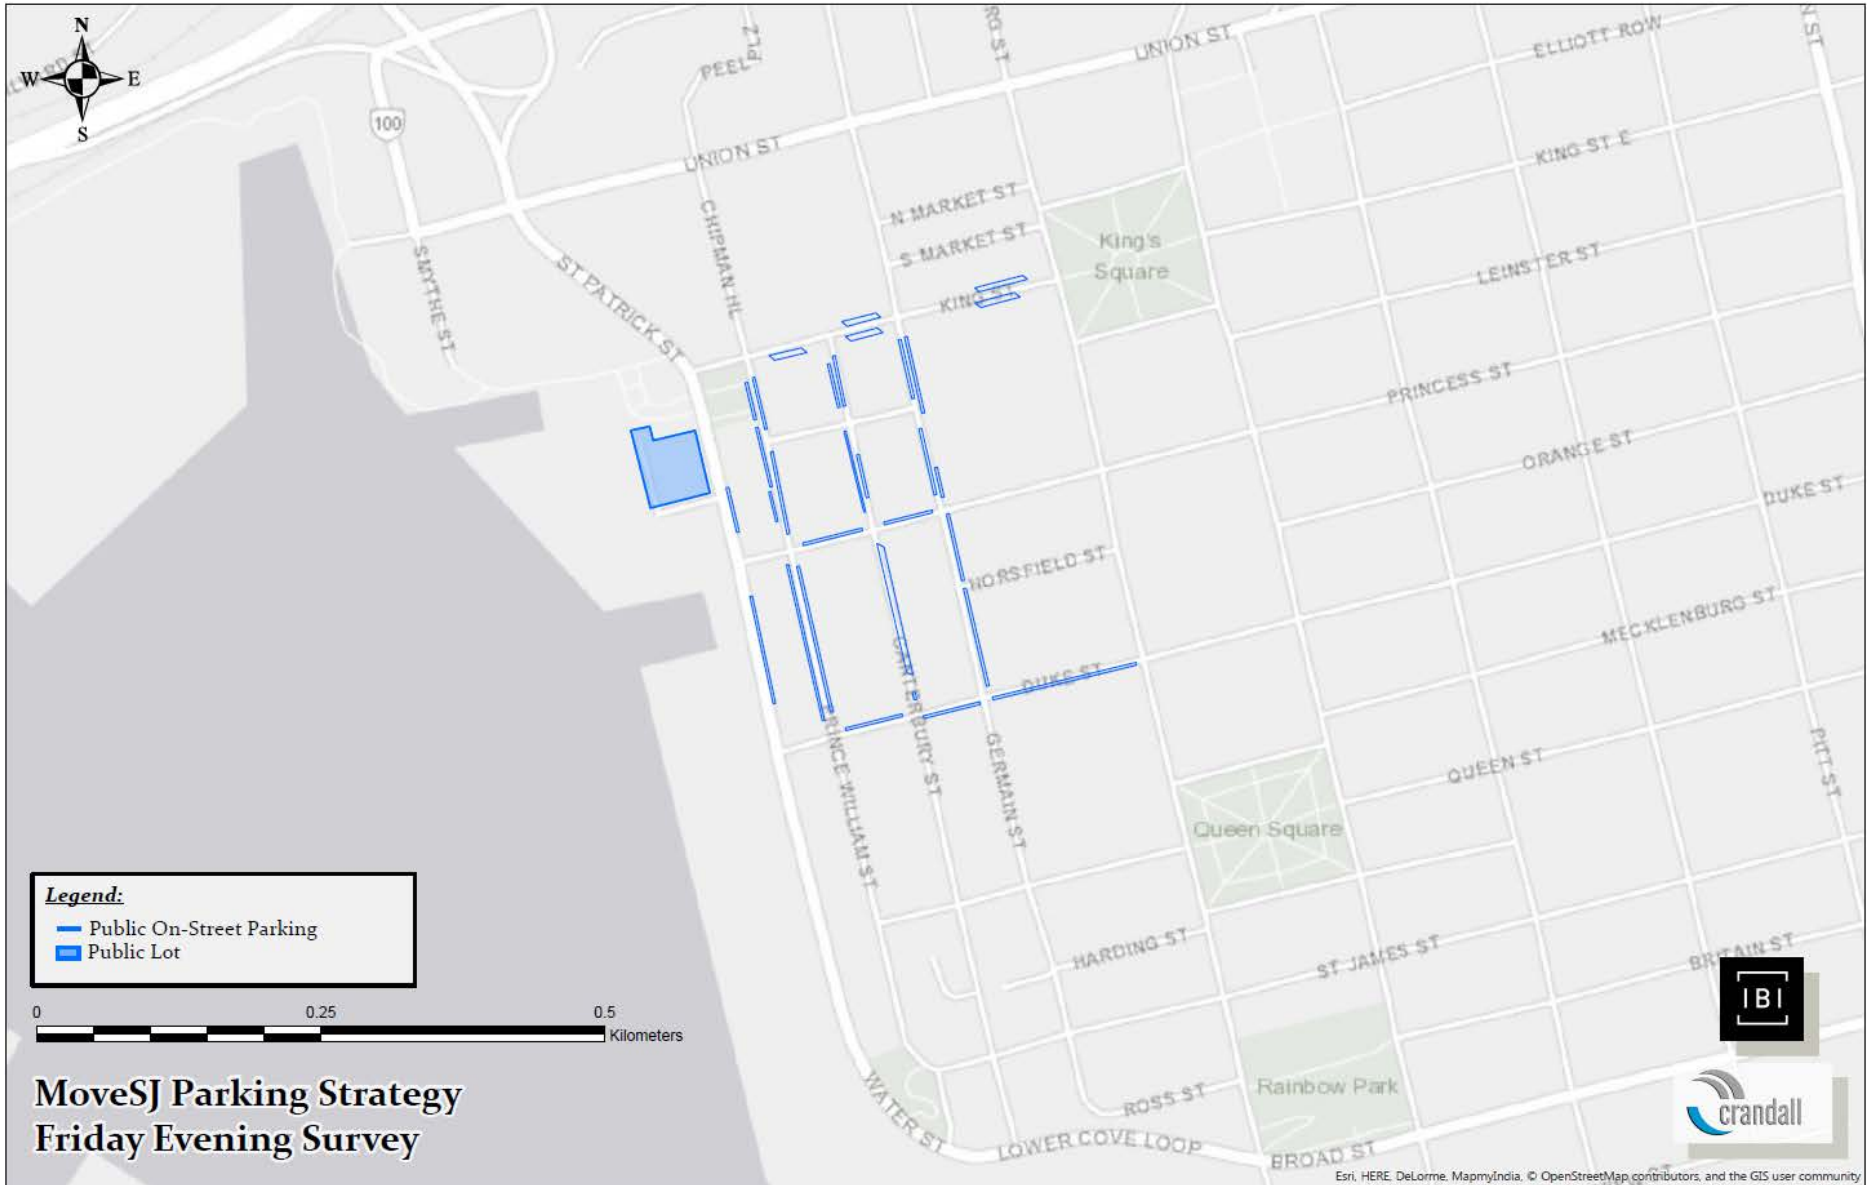 N
W
E
S
100
PEEL PLZ
UNION ST
ELLIOTT ROW
UNION ST
KING ST E
N MARKET ST
S MARKET ST
King's
Square
CHIPMAN HL
SMYTHE ST
ST PATRICK ST
KING ST
LEINSTER ST
PRINCESS ST
ORANGE ST
DUKE ST
HORSFIELD ST
MECKLENBURG ST
DUKE ST
CANTERBURY ST
PRINCE WILLIAM ST
GERMAIN ST
QUEEN ST
PITT ST
Queen Square
HARDING ST
ST JAMES ST
BRITAIN ST
Rainbow Park
ROSS ST
WATER ST
LOWER COVE LOOP
BROAD ST
Legend:
Public On-Street Parking
Public Lot
0 0.25 0.5
Kilometers
MoveSJ Parking Strategy
Friday Evening Survey
IBI
crandall
Esri, HERE, DeLorme, MapmyIndia, © OpenStreetMap contributors, and the GIS user community